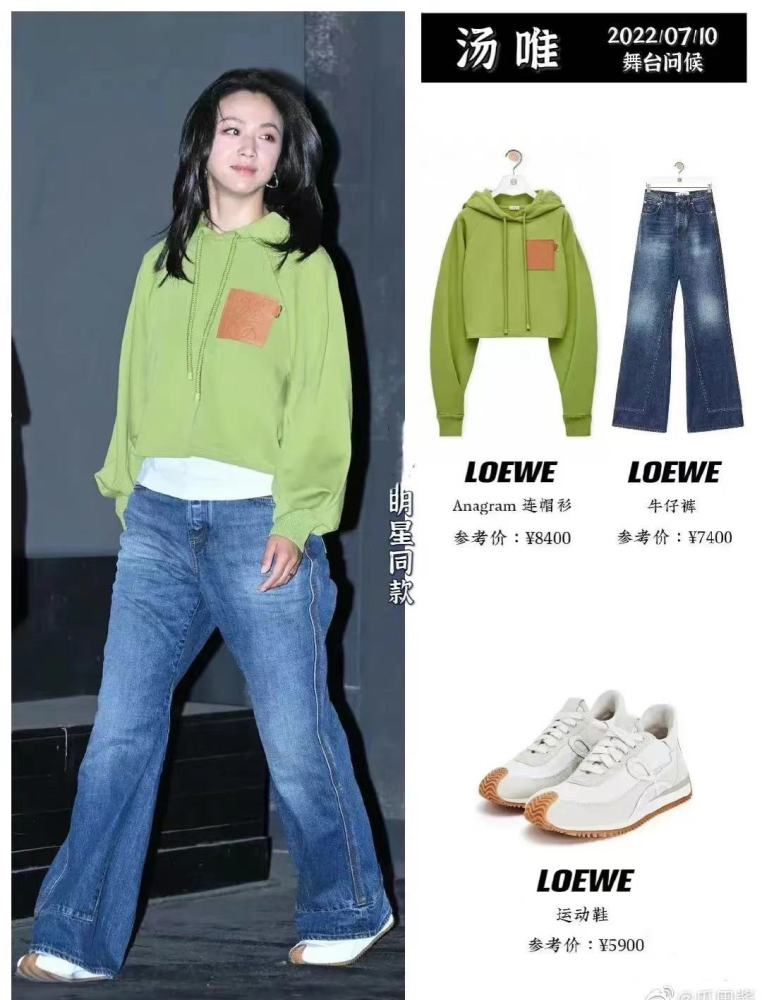 汤唯
2022/07/10
舞台问候
明星同款
LOEWE
Anagram 连帽衫
参考价：¥8400
LOEWE
牛仔裤
参考价：¥7400
LOEWE
运动鞋
参考价：¥5900